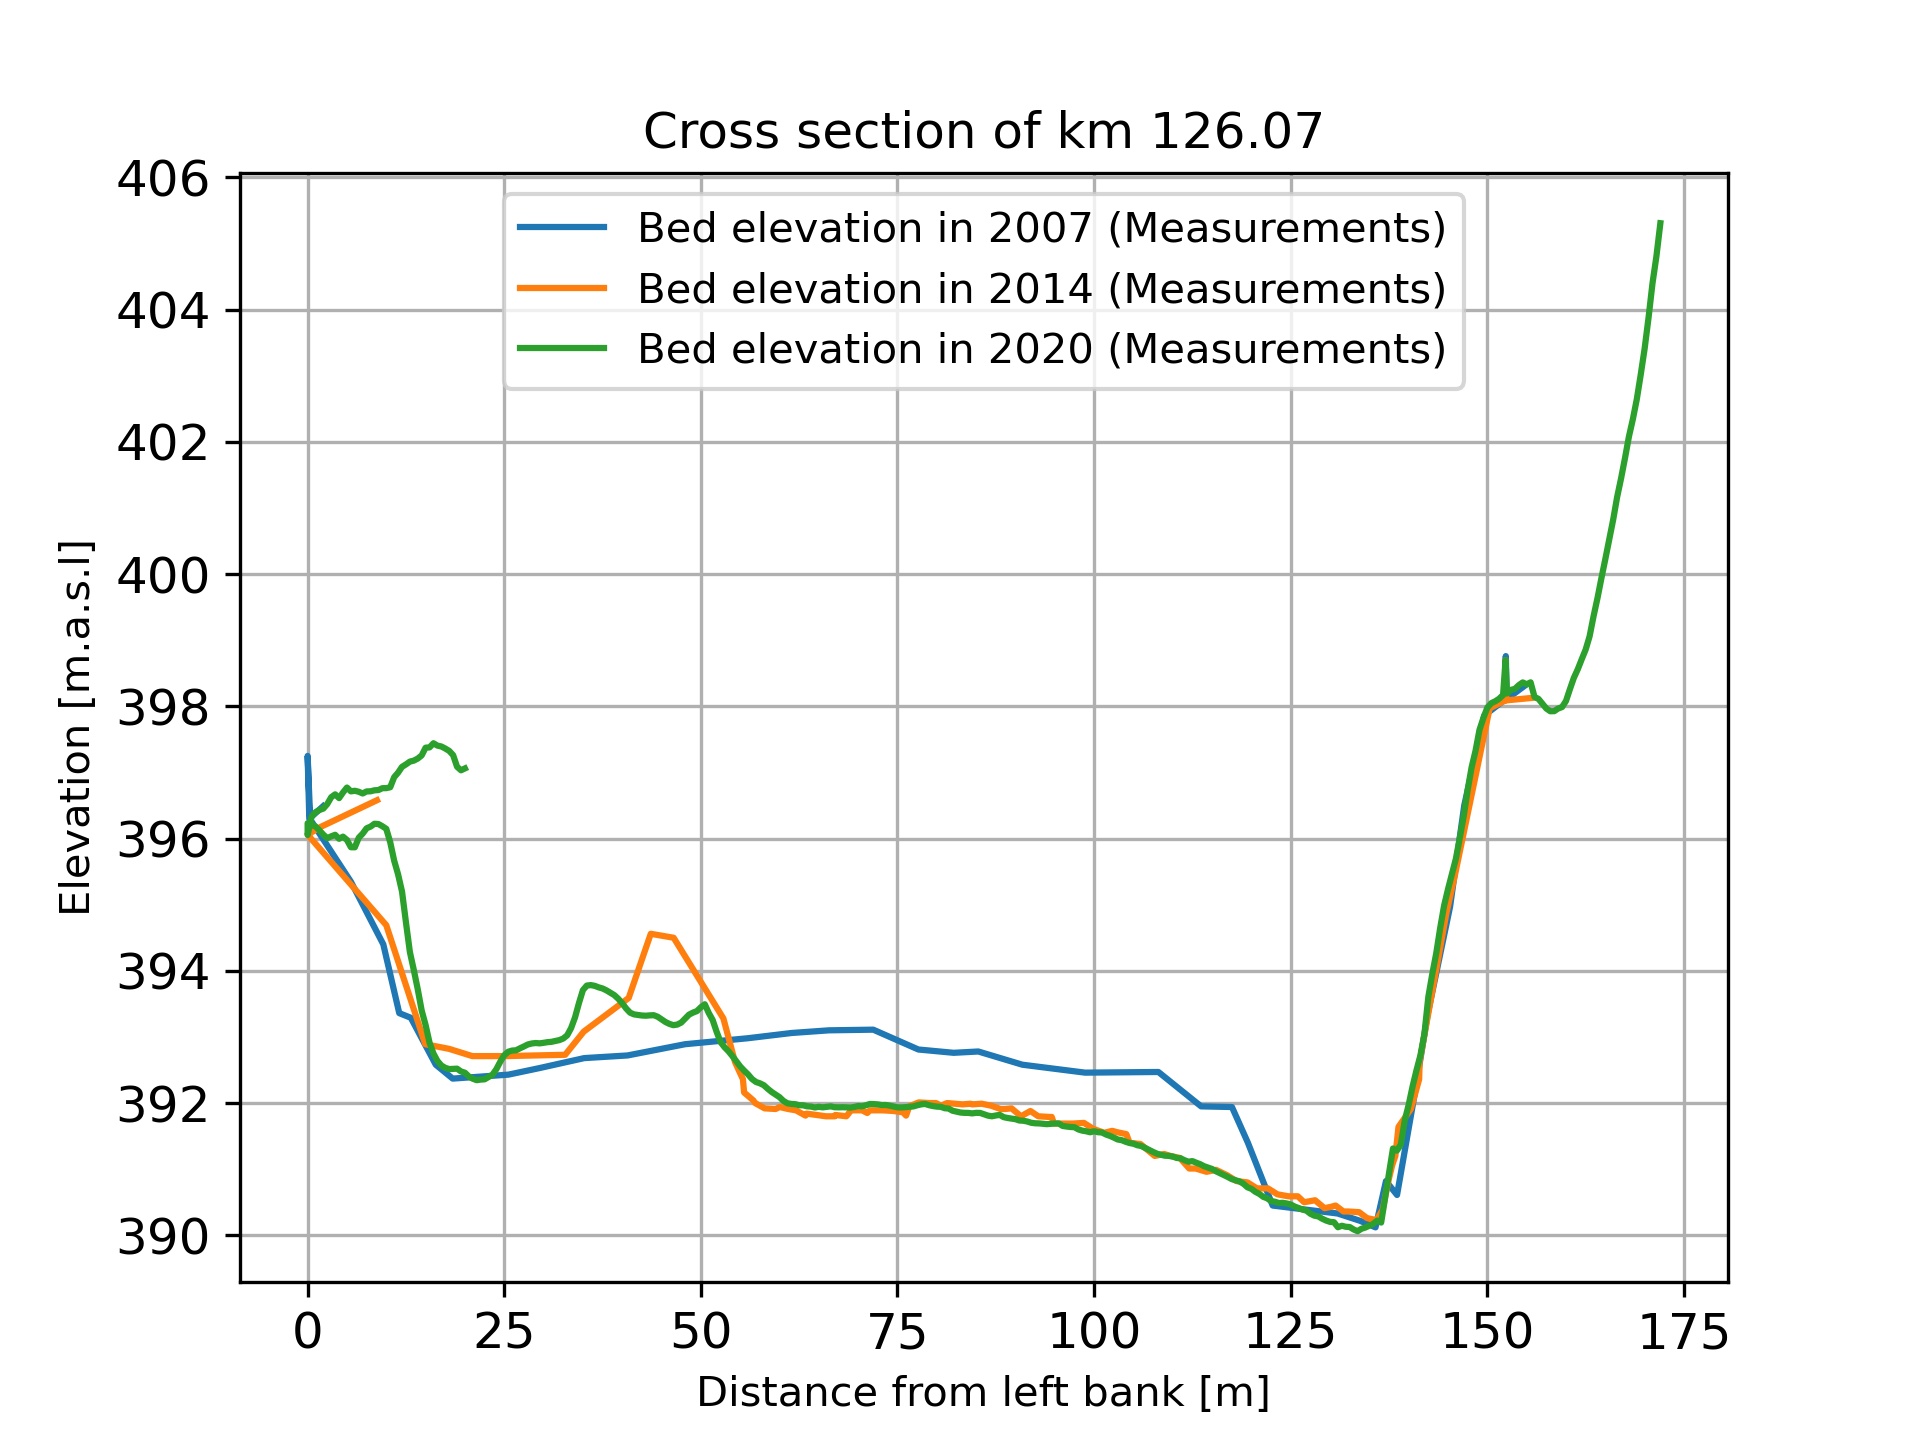 Cross section of km 126.07
406
404
402
400
398
396
394
392
390
Elevation [m.a.s.l]
Bed elevation in 2007 (Measurements)
Bed elevation in 2014 (Measurements)
Bed elevation in 2020 (Measurements)
0 25 50 75 100 125 150 175
Distance from left bank [m]